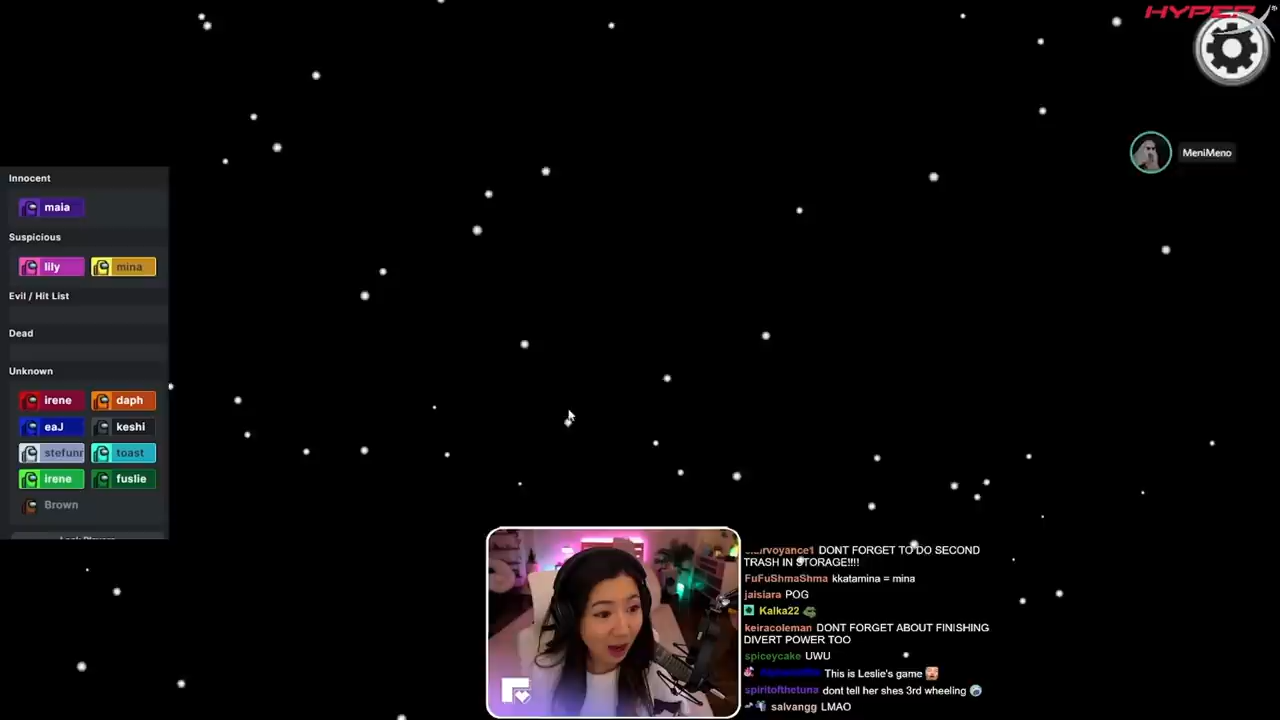 HYPERX
MeniMeno
Innocent
maia
Suspicious
lily
mina
Evil / Hit List
Dead
Unknown
irene
daph
eaJ
keshi
stefunn
toast
irene
fuslie
Brown
DONT FORGET TO DO SECOND
TRASH IN STORAGE!!!!
FuFuShmaShma kkatamina = mina
jaisiara POG
Kalka22
keiracoleman DONT FORGET ABOUT FINISHING
DIVERT POWER TOO
spiceycake UWU
This is Leslie's game
spiritofthetuna dont tell her shes 3rd wheeling
salvangg LMAO